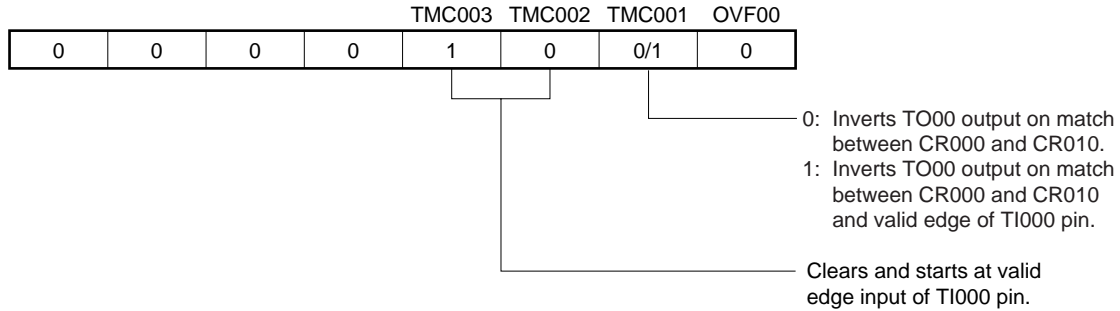 TMC003 TMC002 TMC001 OVF00
0 0 0 0 1 0 0/1 0
0: Inverts TO00 output on match
between CR000 and CR010.
1: Inverts TO00 output on match
between CR000 and CR010
and valid edge of TI000 pin.
Clears and starts at valid
edge input of TI000 pin.